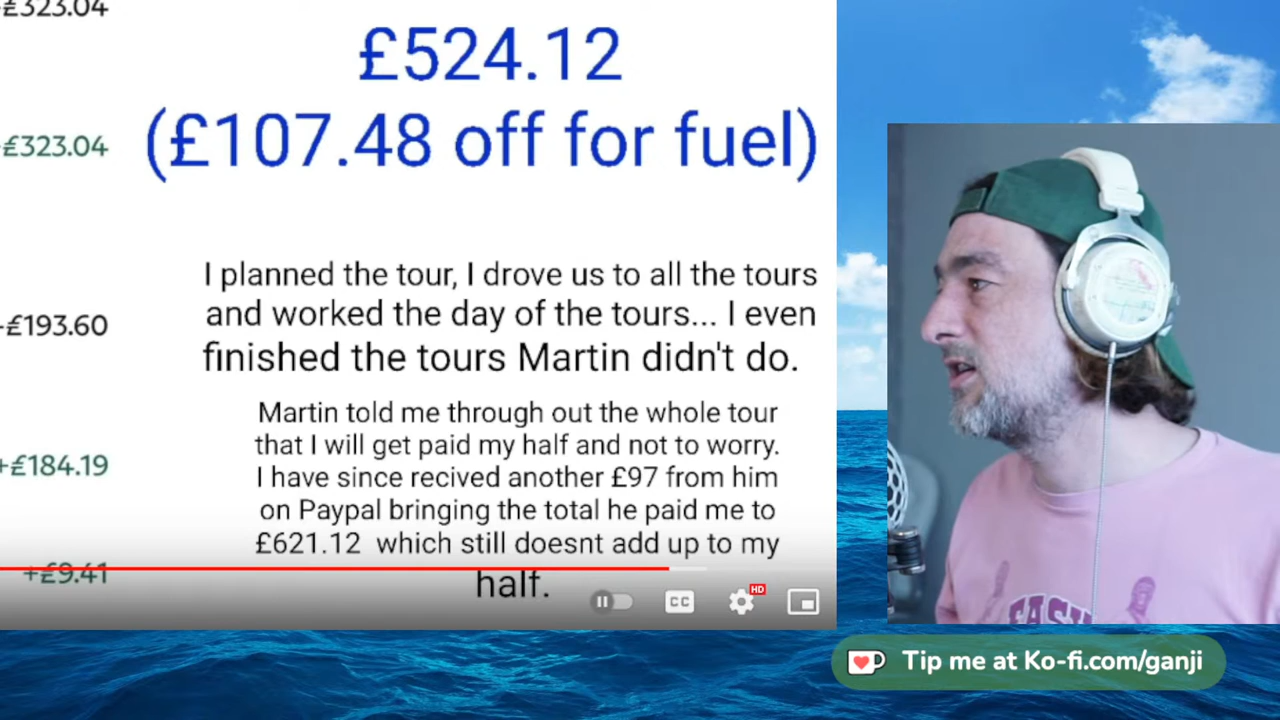 £323.04
£524.12
£323.04
(£107.48 off for fuel)
I planned the tour, I drove us to all the tours
and worked the day of the tours... I even
-£193.60
finished the tours Martin didn't do.
Martin told me through out the whole tour
that I will get paid my half and not to worry.
+£184.19
I have since recived another £97 from him
on Paypal bringing the total he paid me to
£621.12 which still doesnt add up to my
+£9.41
half.
CC
HD
Tip me at Ko-fi.com/ganji